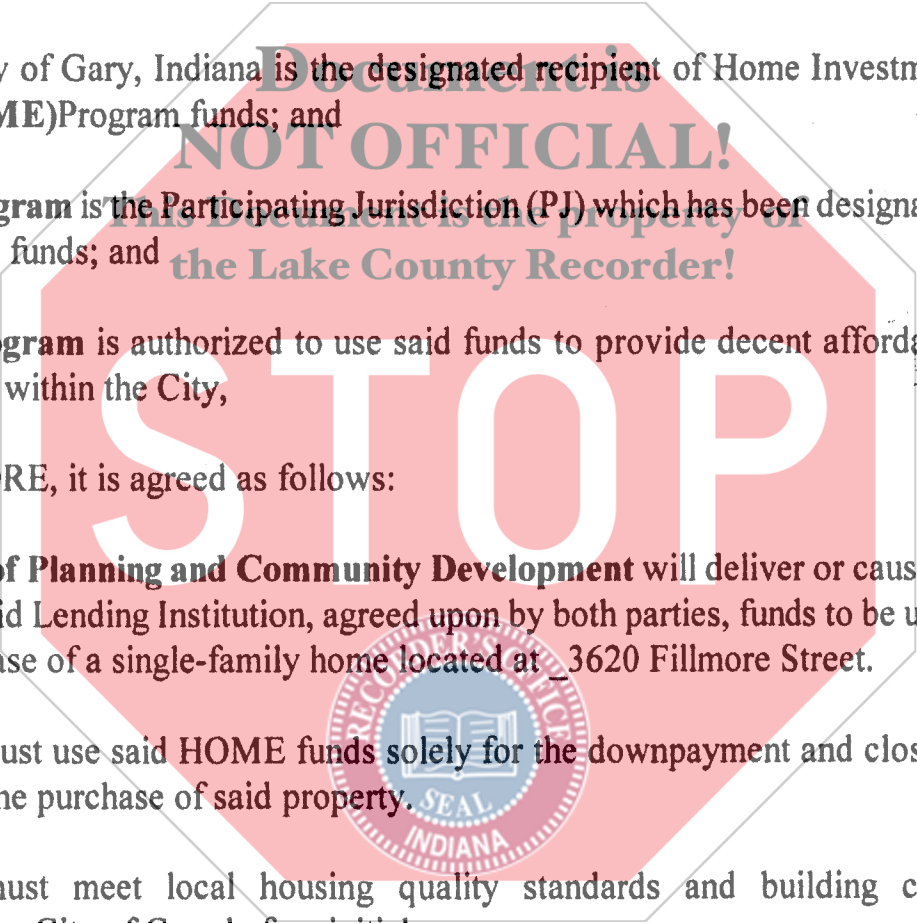 y of Gary, Indiana is the designated recipient of Home Investm
Document is
ME)Program funds; and
NOT OFFICIAL!
gram is the Participating Jurisdiction (PJ) which has been designa
This Document is the property of
funds; and
the Lake County Recorder!
ogram is authorized to use said funds to provide decent afforda
within the City,
STOP
ORE, it is agreed as follows:
of Planning and Community Development will deliver or caus
id Lending Institution, agreed upon by both parties, funds to be u
ase of a single-family home located at _3620 Fillmore Street.
RECORDER'S OFFICE
ust use said HOME funds solely for the downpayment and clos
he purchase of said property.
SEAL
INDIANA
must meet local housing quality standards and building c
City of Gary